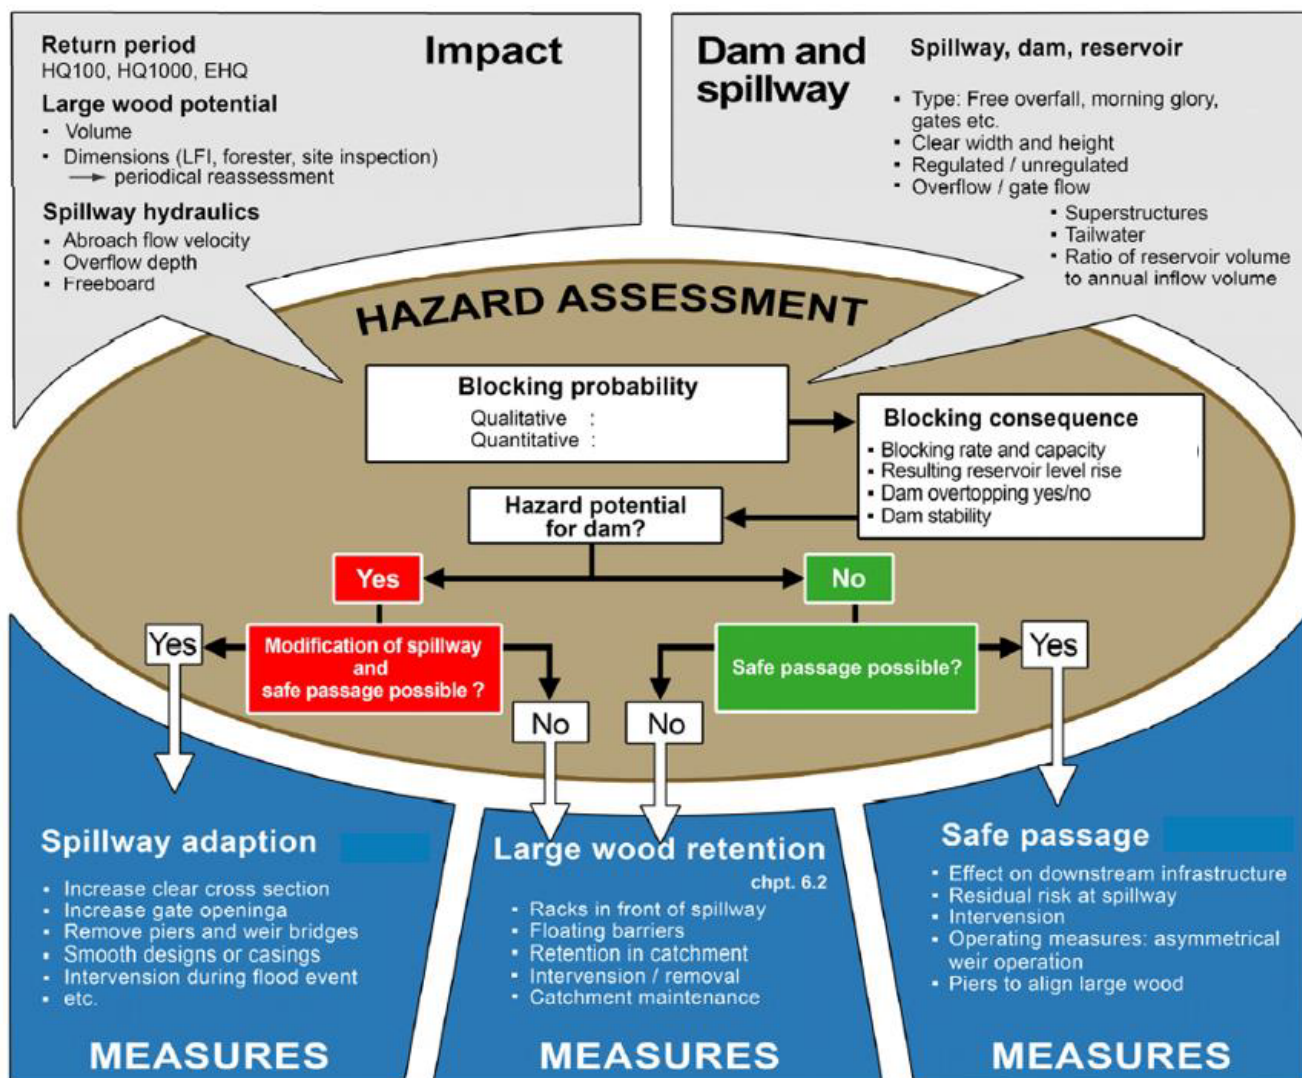 Return period
HQ100, HQ1000, EHQ
Large wood potential
▪ Volume
▪ Dimensions (LFI, forester, site inspection)
→ periodical reassessment
Spillway hydraulics
▪ Abroach flow velocity
▪ Overflow depth
▪ Freeboard
Impact
Dam and
spillway
Spillway, dam, reservoir
▪ Type: Free overfall, morning glory,
gates etc.
▪ Clear width and height
▪ Regulated / unregulated
▪ Overflow / gate flow
▪ Superstructures
▪ Tailwater
▪ Ratio of reservoir volume
to annual inflow volume
HAZARD ASSESSMENT
Blocking probability
Qualitative :
Quantitative :
Blocking consequence
▪ Blocking rate and capacity
▪ Resulting reservoir level rise
▪ Dam overtopping yes/no
▪ Dam stability
Hazard potential
for dam?
Yes
No
Yes
Modification of spillway
and
safe passage possible ?
No
No
Safe passage possible?
Yes
Spillway adaption
▪ Increase clear cross section
▪ Increase gate openinga
▪ Remove piers and weir bridges
▪ Smooth designs or casings
▪ Intervention during flood event
▪ etc.
MEASURES
Large wood retention
chpt. 6.2
▪ Racks in front of spillway
▪ Floating barriers
▪ Retention in catchment
▪ Intervention / removal
▪ Catchment maintenance
MEASURES
Safe passage
▪ Effect on downstream infrastructure
▪ Residual risk at spillway
▪ Intervention
▪ Operating measures: asymmetrical
weir operation
▪ Piers to align large wood
MEASURES